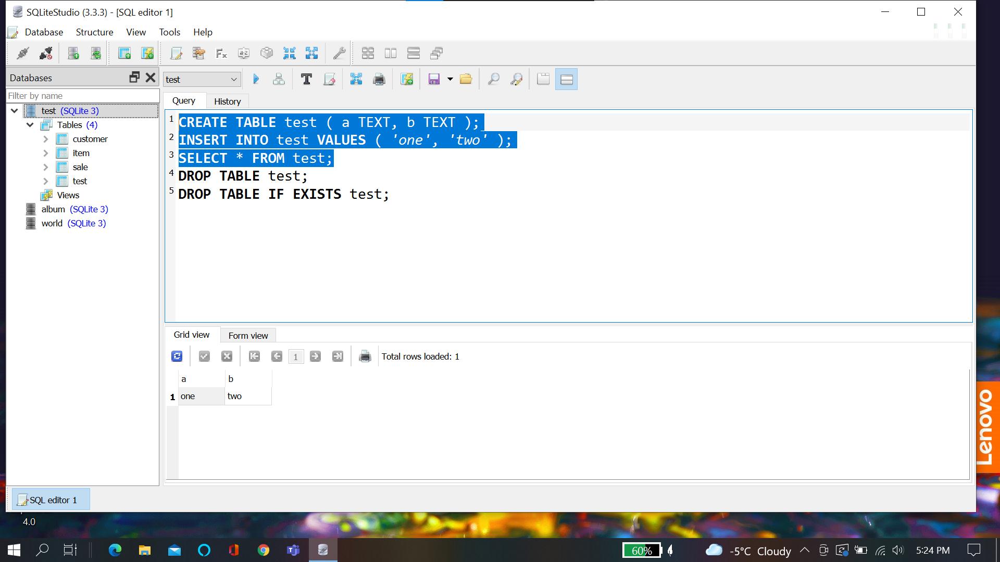 SQLiteStudio (3.3.3) - [SQL editor 1]
Database Structure View Tools Help
Databases
test
Filter by name
Query History
test (SQLite 3)
Tables (4)
customer
item
sale
test
Views
album (SQLite 3)
world (SQLite 3)
1 CREATE TABLE test ( a TEXT, b TEXT );
2 INSERT INTO test VALUES ( 'one', 'two' );
3 SELECT * FROM test;
4 DROP TABLE test;
5 DROP TABLE IF EXISTS test;
Grid view Form view
1 Total rows loaded: 1
a b
1 one two
SQL editor 1
4.0
Lenovo
60% -5°C Cloudy 5:24 PM